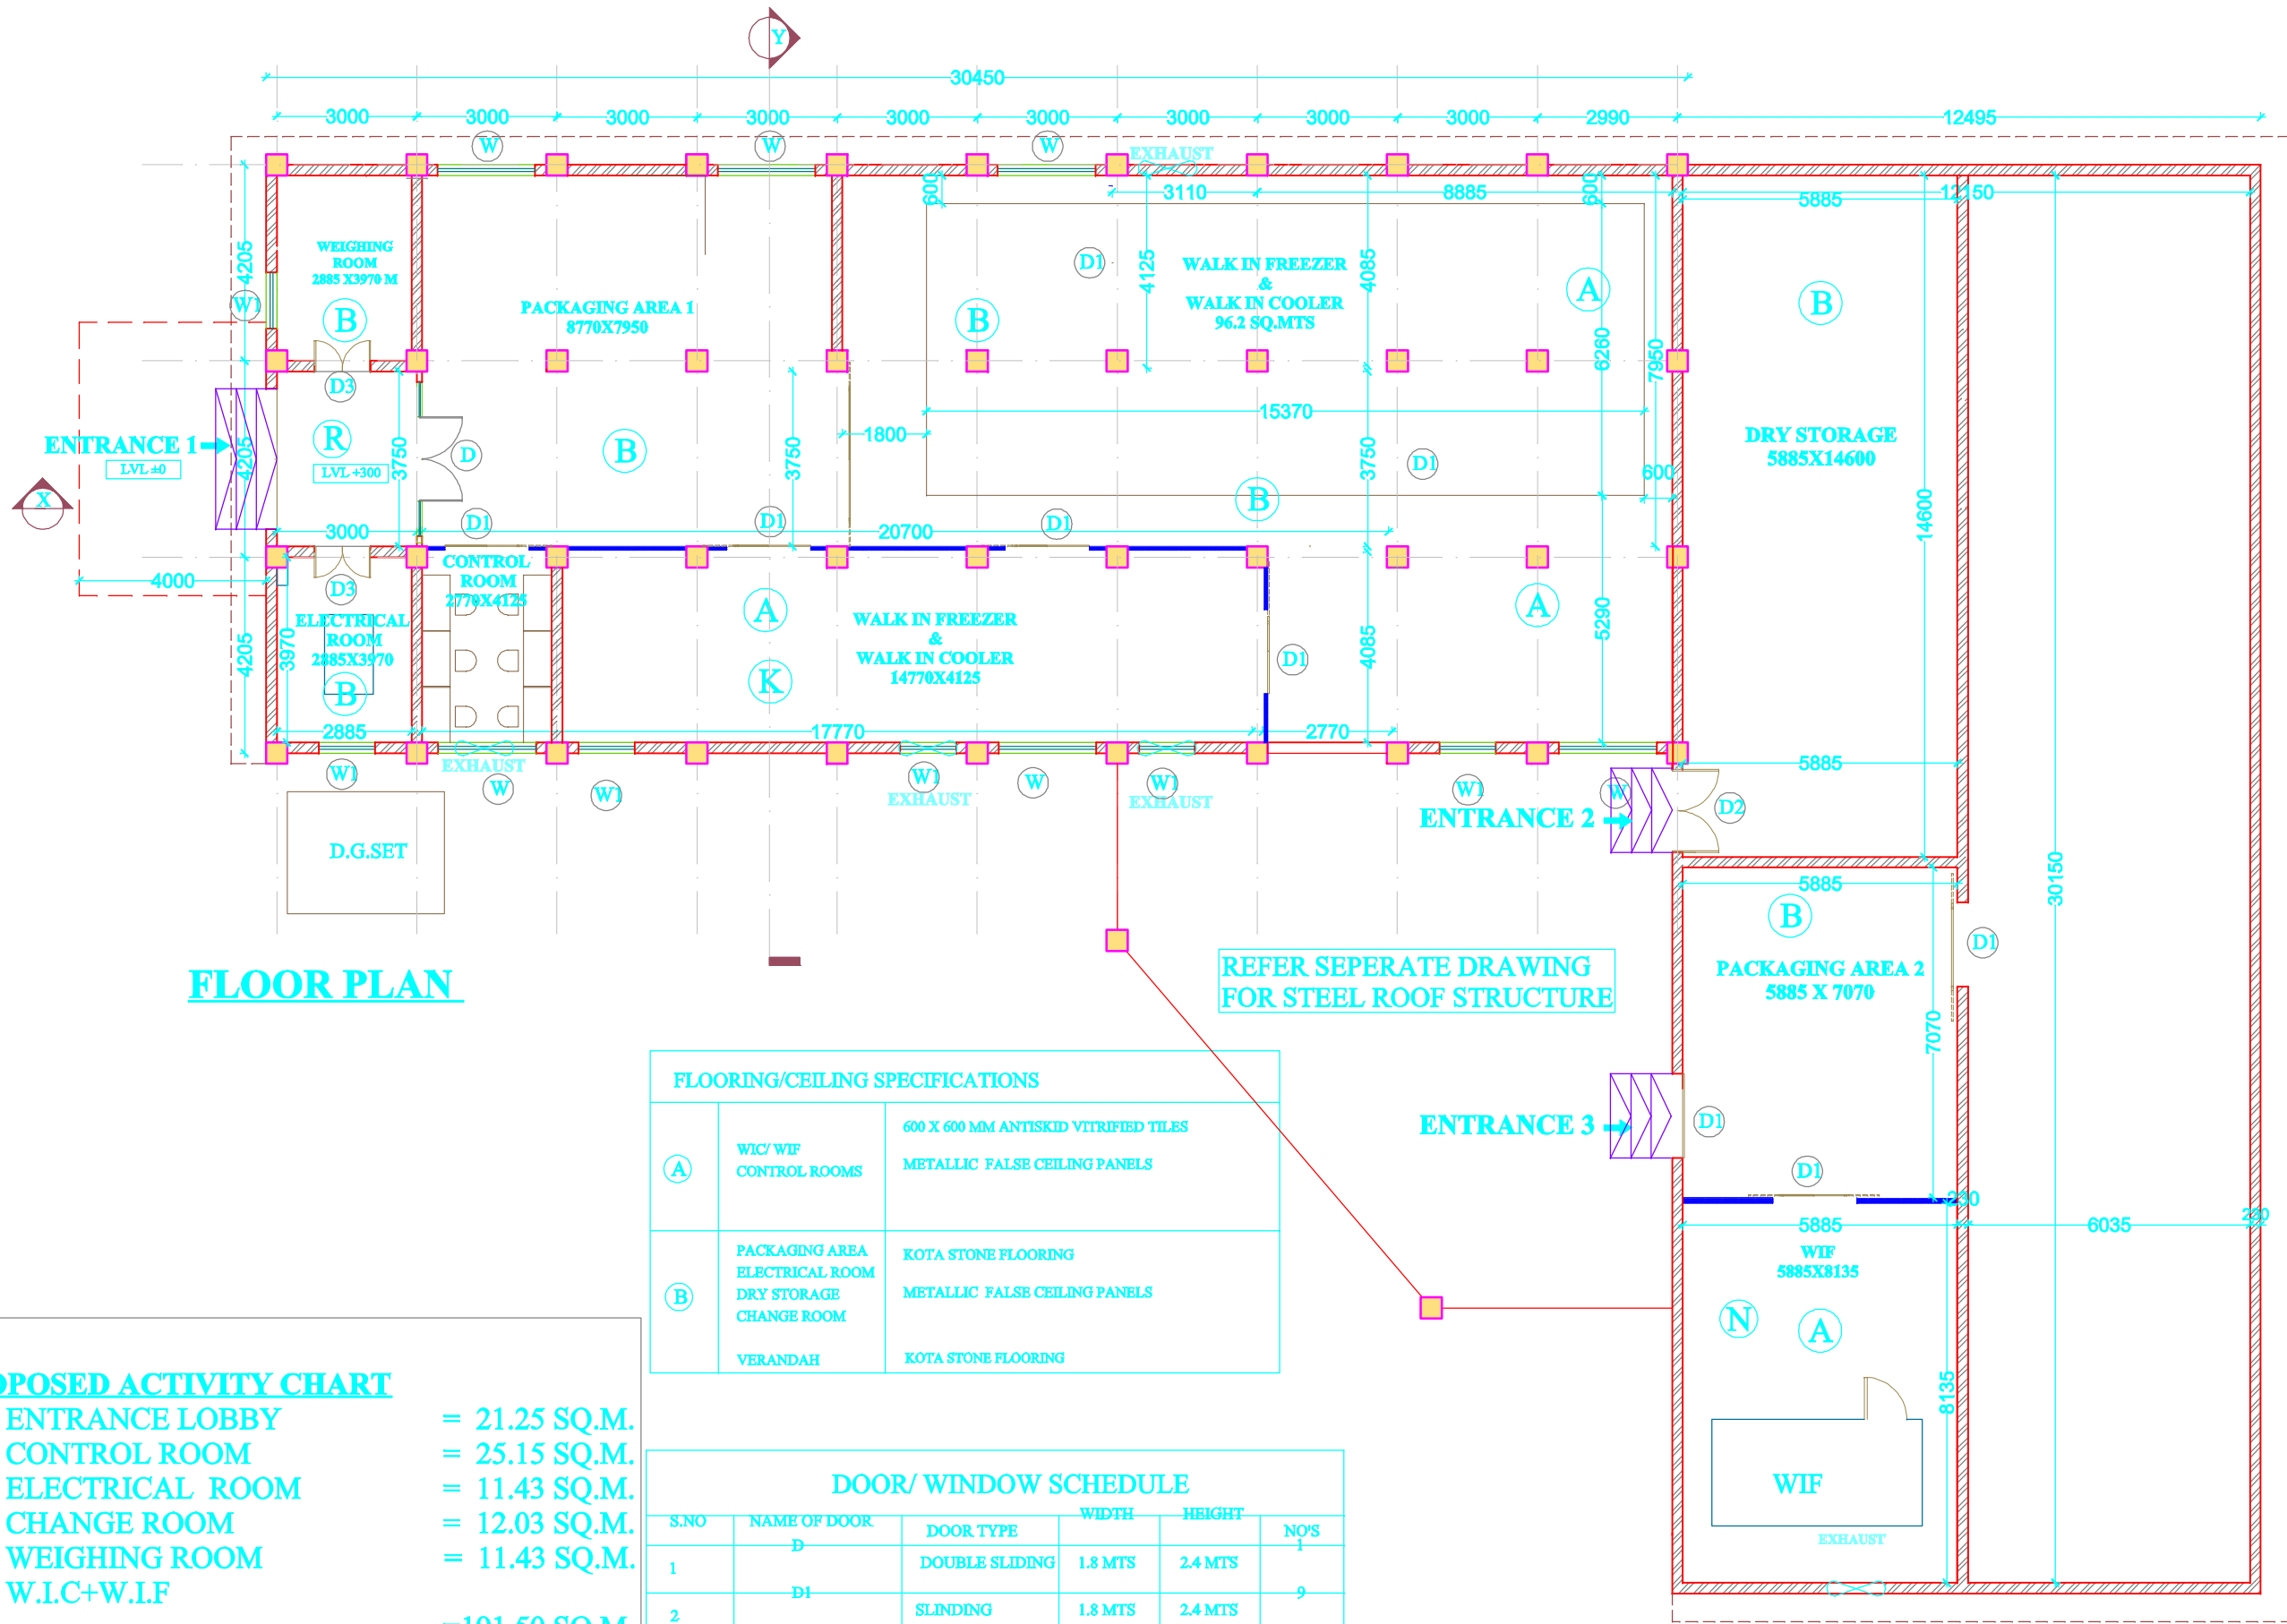 Y
30450
3000 3000 3000 3000 3000 3000 3000 3000 3000 2990 12495
W W W
EXHAUST
600 3110 8885 600 5885 12150
WEIGHING
ROOM
2885 X3970 M
4205
W1
B
PACKAGING AREA 1
8770X7950
B
D1
4125
WALK IN FREEZER
&
WALK IN COOLER
96.2 SQ.MTS
4085
A
B
6260
7950
B
D3
ENTRANCE 1
LVL ±0
R
LVL +300
4205
3750
D
B
3750
1800
15370
3750
D1
600
DRY STORAGE
5885X14600
14600
X
3000
D1
D1
20700
D1
B
4000
D3
CONTROL
ROOM
2770X4125
ELECTRICAL
ROOM
2885X3970
4205
3970
B
A
K
WALK IN FREEZER
&
WALK IN COOLER
14770X4125
D1
4085
A
5290
2885
17770
2770
W1
EXHAUST
W
W1
W1
EXHAUST
W
W1
EXHAUST
W1
W
5885
ENTRANCE 2
D2
D.G.SET
5885
30150
B
D1
FLOOR PLAN
REFER SEPERATE DRAWING
FOR STEEL ROOF STRUCTURE
PACKAGING AREA 2
5885 X 7070
7070
ENTRANCE 3
D1
D1
230
5885
6035
230
WIF
5885X8135
N
A
8135
WIF
EXHAUST
FLOORING/CEILING SPECIFICATIONS
A
WIC/ WIF
CONTROL ROOMS
600 X 600 MM ANTISKID VITRIFIED TILES
METALLIC FALSE CEILING PANELS
B
PACKAGING AREA
ELECTRICAL ROOM
DRY STORAGE
CHANGE ROOM
KOTA STONE FLOORING
METALLIC FALSE CEILING PANELS
VERANDAH KOTA STONE FLOORING
OPOSED ACTIVITY CHART
ENTRANCE LOBBY = 21.25 SQ.M.
CONTROL ROOM = 25.15 SQ.M.
ELECTRICAL ROOM = 11.43 SQ.M.
CHANGE ROOM = 12.03 SQ.M.
WEIGHING ROOM = 11.43 SQ.M.
W.I.C+W.I.F
DOOR/ WINDOW SCHEDULE
S.NO NAME OF DOOR DOOR TYPE WIDTH HEIGHT NO'S
1 D DOUBLE SLIDING 1.8 MTS 2.4 MTS 1
2 D1 SLINDING 1.8 MTS 2.4 MTS 9